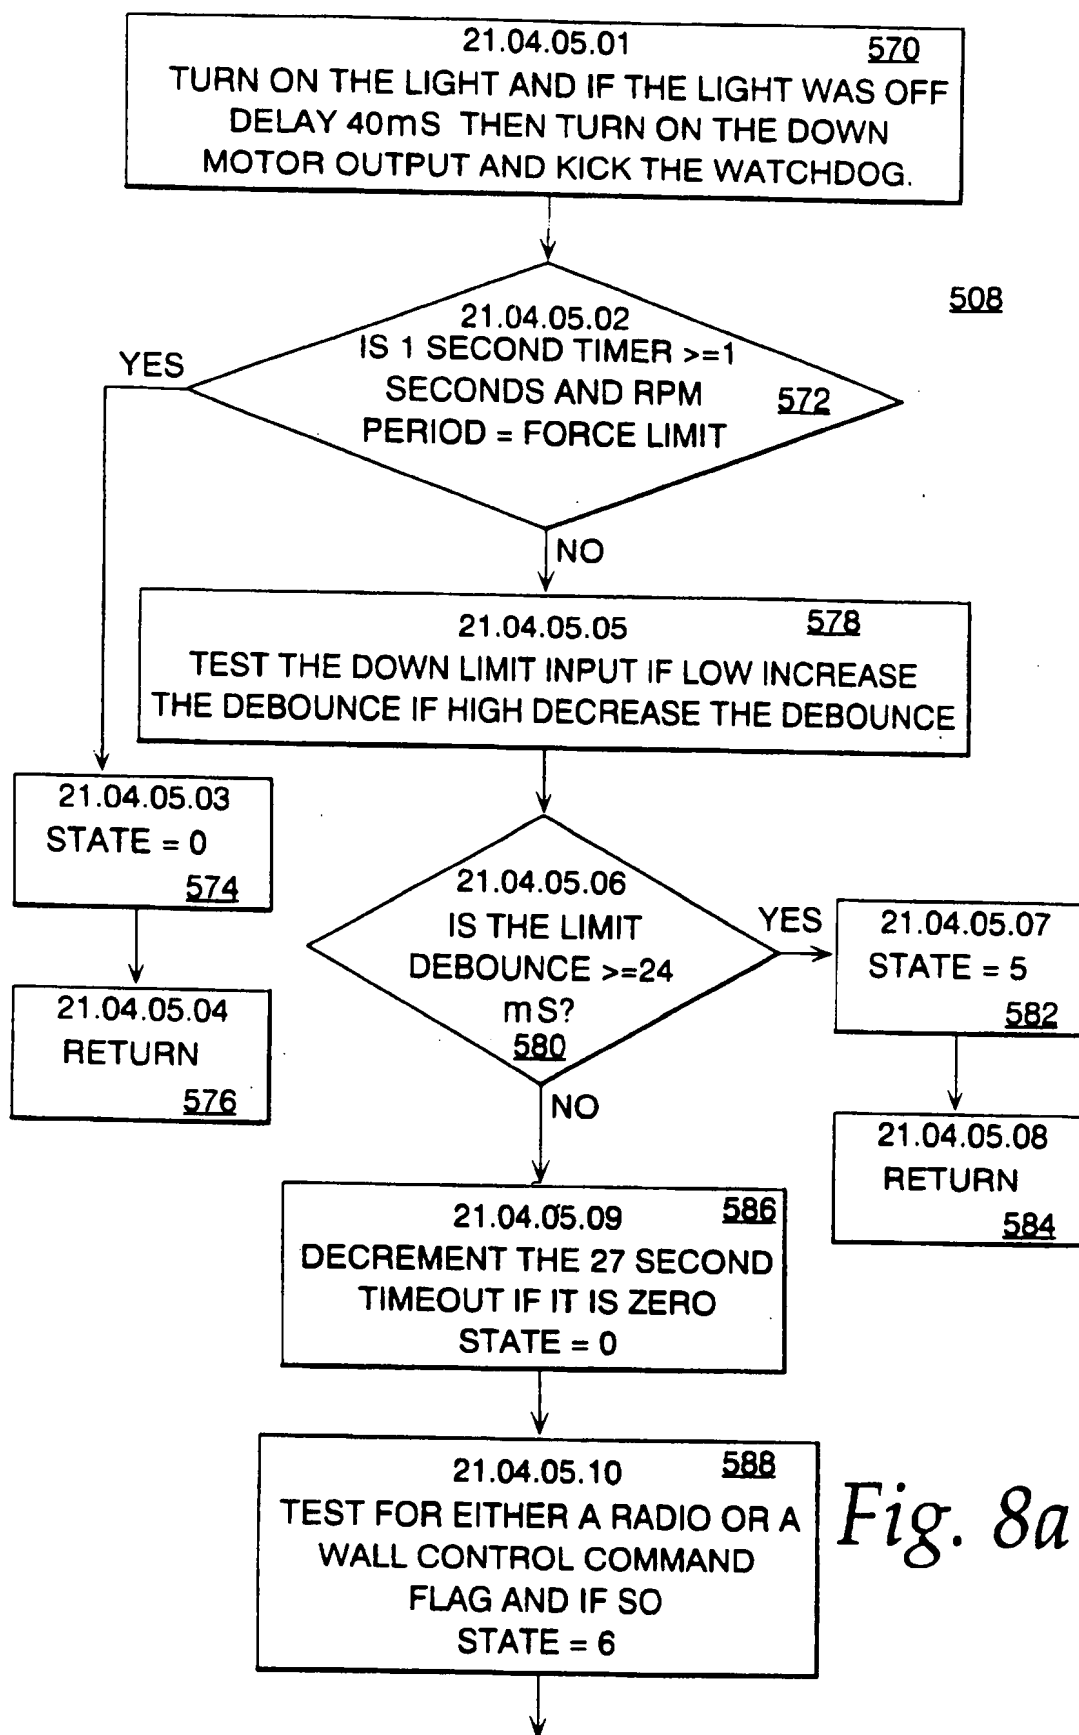 21.04.05.01 570
TURN ON THE LIGHT AND IF THE LIGHT WAS OFF
DELAY 40mS THEN TURN ON THE DOWN
MOTOR OUTPUT AND KICK THE WATCHDOG.
508
21.04.05.02
IS 1 SECOND TIMER >=1
SECONDS AND RPM
PERIOD = FORCE LIMIT
572
YES
NO
21.04.05.05 578
TEST THE DOWN LIMIT INPUT IF LOW INCREASE
THE DEBOUNCE IF HIGH DECREASE THE DEBOUNCE
21.04.05.03
STATE = 0
574
21.04.05.04
RETURN
576
21.04.05.06
IS THE LIMIT
DEBOUNCE >=24
mS?
580
YES
NO
21.04.05.07
STATE = 5
582
21.04.05.08
RETURN
584
21.04.05.09 586
DECREMENT THE 27 SECOND
TIMEOUT IF IT IS ZERO
STATE = 0
21.04.05.10 588
TEST FOR EITHER A RADIO OR A
WALL CONTROL COMMAND
FLAG AND IF SO
STATE = 6
Fig. 8a